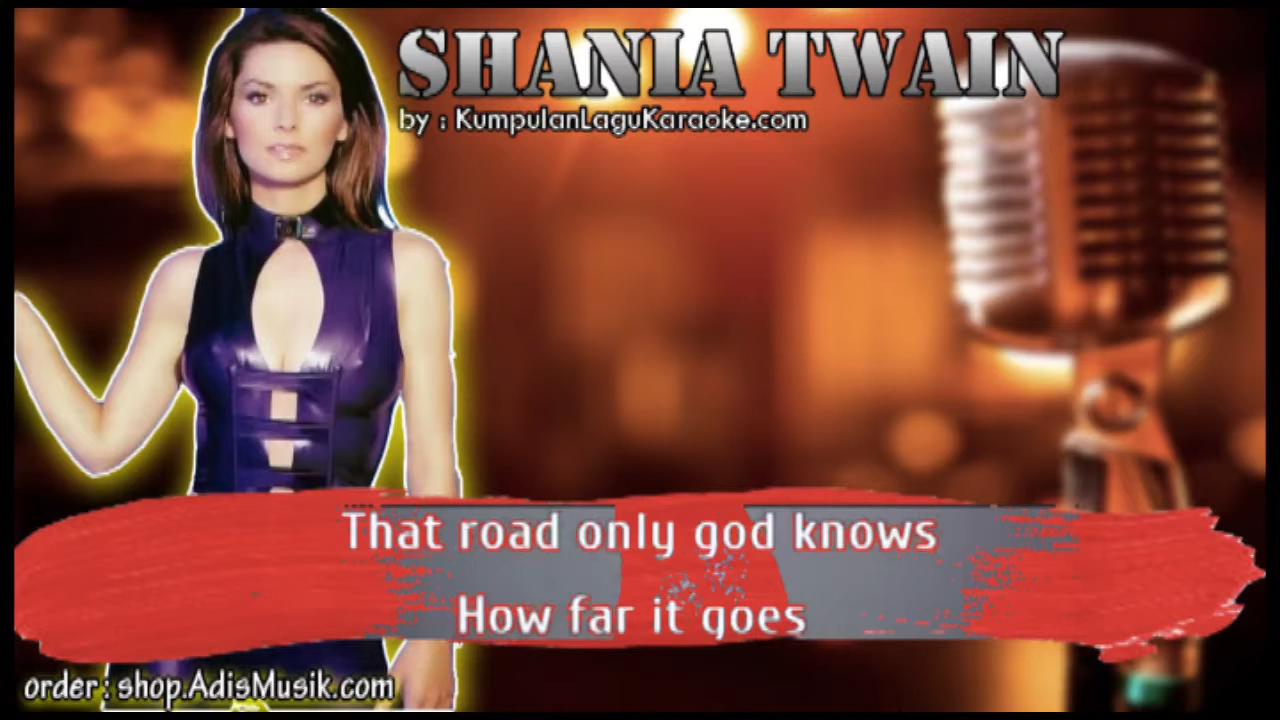 SHANIA TWAIN
by : KumpulanLaguKaraoke.com
That road only god knows
How far it goes
order : shop.AdisMusik.com